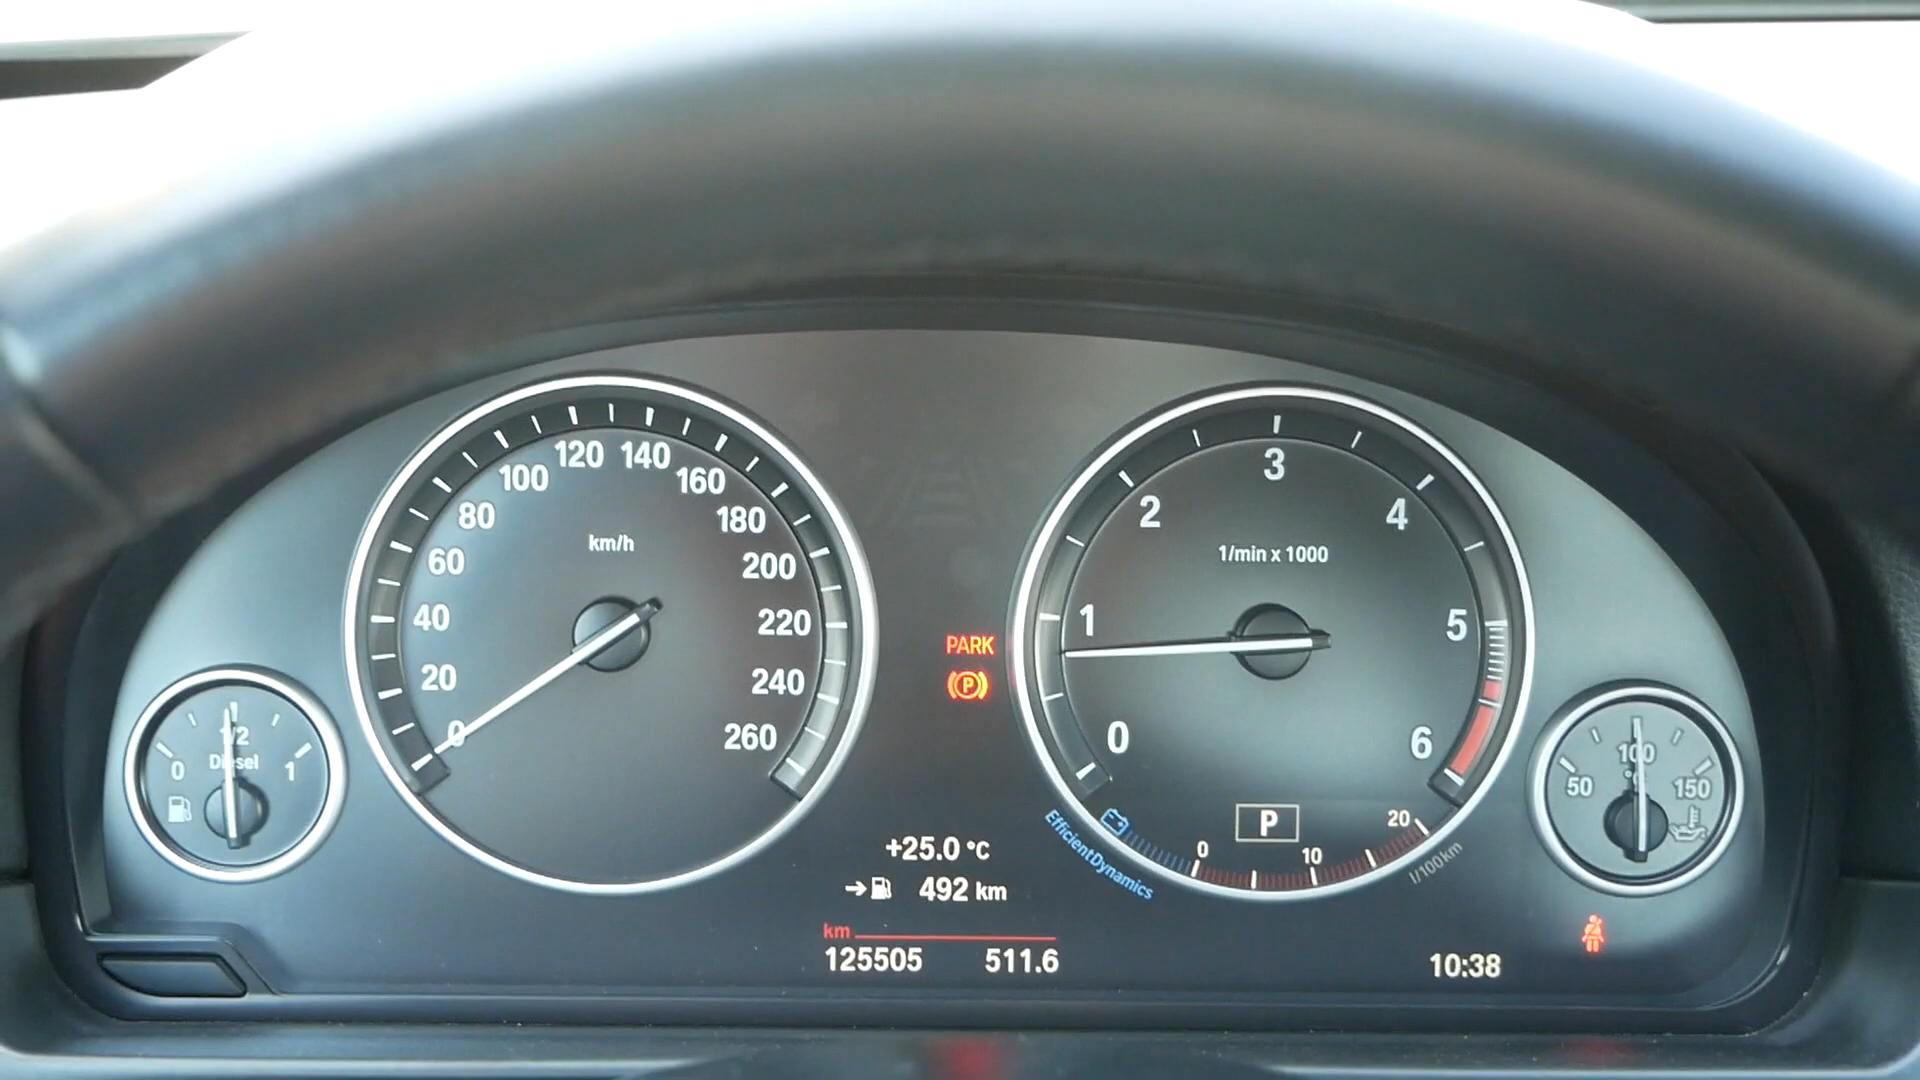 0
20
40
60
80
100
120
140
160
180
200
220
240
260
km/h
0
1/2
1
Diesel
PARK
P
+25.0 °C
→ 492 km
km
125505 511.6
0
1
2
3
4
5
6
1/min x 1000
P
EfficientDynamics
0
10
20
l/100km
50
100
150
°C
10:38